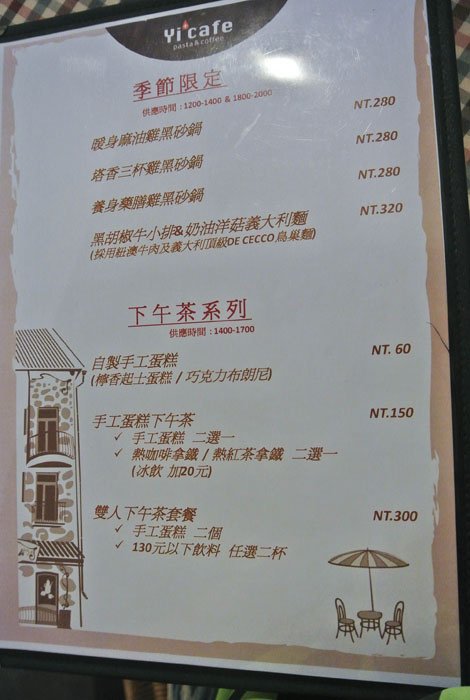 Yi cafe
pasta & coffee
季節限定
供應時間 : 1200-1400 & 1800-2000
暖身麻油雞黑砂鍋 NT.280
塔香三杯雞黑砂鍋 NT.280
養身藥膳雞黑砂鍋 NT.280
黑胡椒牛小排&奶油洋菇義大利麵 NT.320
(採用紐澳牛肉及義大利頂級DE CECCO鳥巢麵)
下午茶系列
供應時間 : 1400-1700
自製手工蛋糕 NT. 60
(檸香起士蛋糕 / 巧克力布朗尼)
手工蛋糕下午茶 NT.150
✓ 手工蛋糕 二選一
✓ 熱咖啡拿鐵 / 熱紅茶拿鐵 二選一
(冰飲 加20元)
雙人下午茶套餐 NT.300
✓ 手工蛋糕 二個
✓ 130元以下飲料 任選二杯